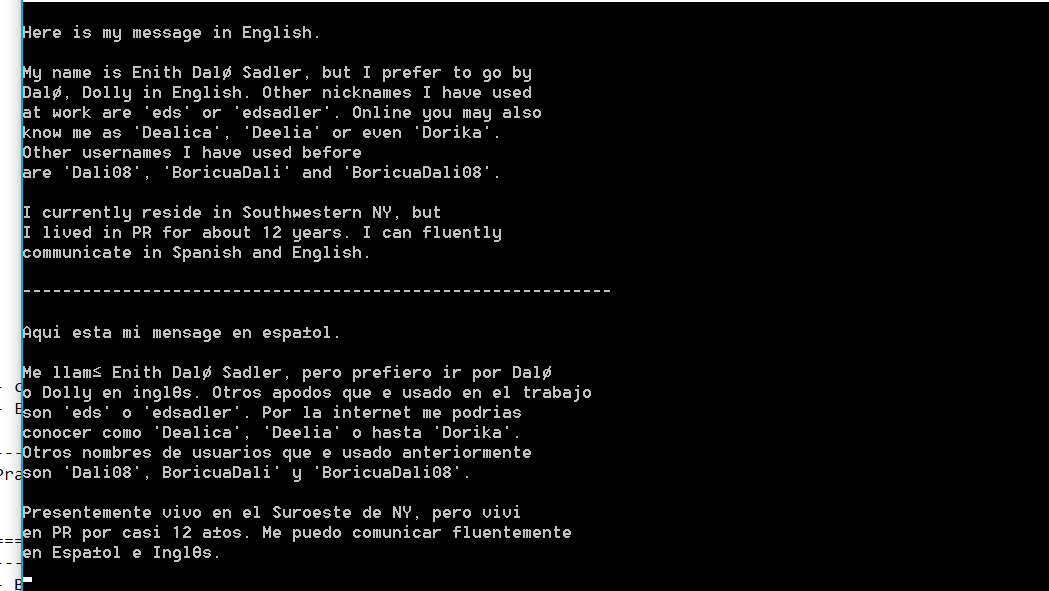 Here is my message in English.
My name is Enith Dalø Sadler, but I prefer to go by
Dalø, Dolly in English. Other nicknames I have used
at work are 'eds' or 'edsadler'. Online you may also
know me as 'Dealica', 'Deelia' or even 'Dorika'.
Other usernames I have used before
are 'Dali08', 'BoricuaDali' and 'BoricuaDali08'.
I currently reside in Southwestern NY, but
I lived in PR for about 12 years. I can fluently
communicate in Spanish and English.
-----------------------------------------------------------
Aqui esta mi mensage en espa±ol.
Me llam≤ Enith Dalø Sadler, pero prefiero ir por Dalø
o Dolly en inglΘs. Otros apodos que e usado en el trabajo
son 'eds' o 'edsadler'. Por la internet me podrias
conocer como 'Dealica', 'Deelia' o hasta 'Dorika'.
Otros nombres de usuarios que e usado anteriormente
son 'Dali08', BoricuaDali' y 'BoricuaDali08'.
Presentemente vivo en el Suroeste de NY, pero vivi
en PR por casi 12 a±os. Me puedo comunicar fluentemente
en Espa±ol e InglΘs.